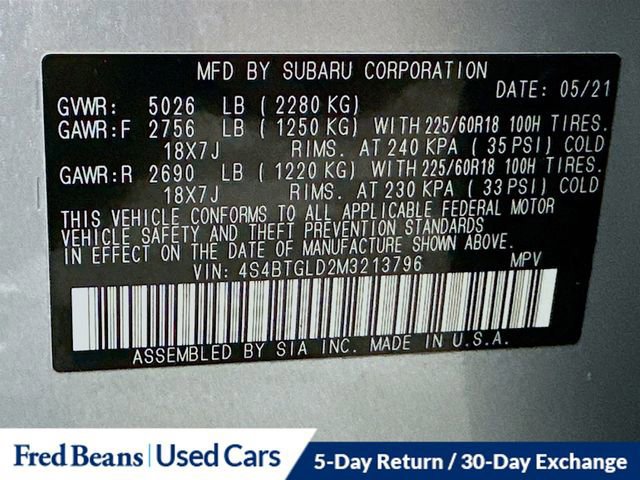 MFD BY SUBARU CORPORATION
DATE: 05/21
GVWR: 5026 LB ( 2280 KG)
GAWR:F 2756 LB ( 1250 KG) WITH 225/60R18 100H TIRES.
18X7J RIMS. AT 240 KPA ( 35 PSI) COLD
GAWR:R 2690 LB ( 1220 KG) WITH 225/60R18 100H TIRES.
18X7J RIMS. AT 230 KPA ( 33 PSI) COLD
THIS VEHICLE CONFORMS TO ALL APPLICABLE FEDERAL MOTOR
VEHICLE SAFETY AND THEFT PREVENTION STANDARDS
IN EFFECT ON THE DATE OF MANUFACTURE SHOWN ABOVE.
VIN: 4S4BTGLD2M3213796 MPV
ASSEMBLED BY SIA INC. MADE IN U.S.A.
Fred Beans | Used Cars 5-Day Return / 30-Day Exchange